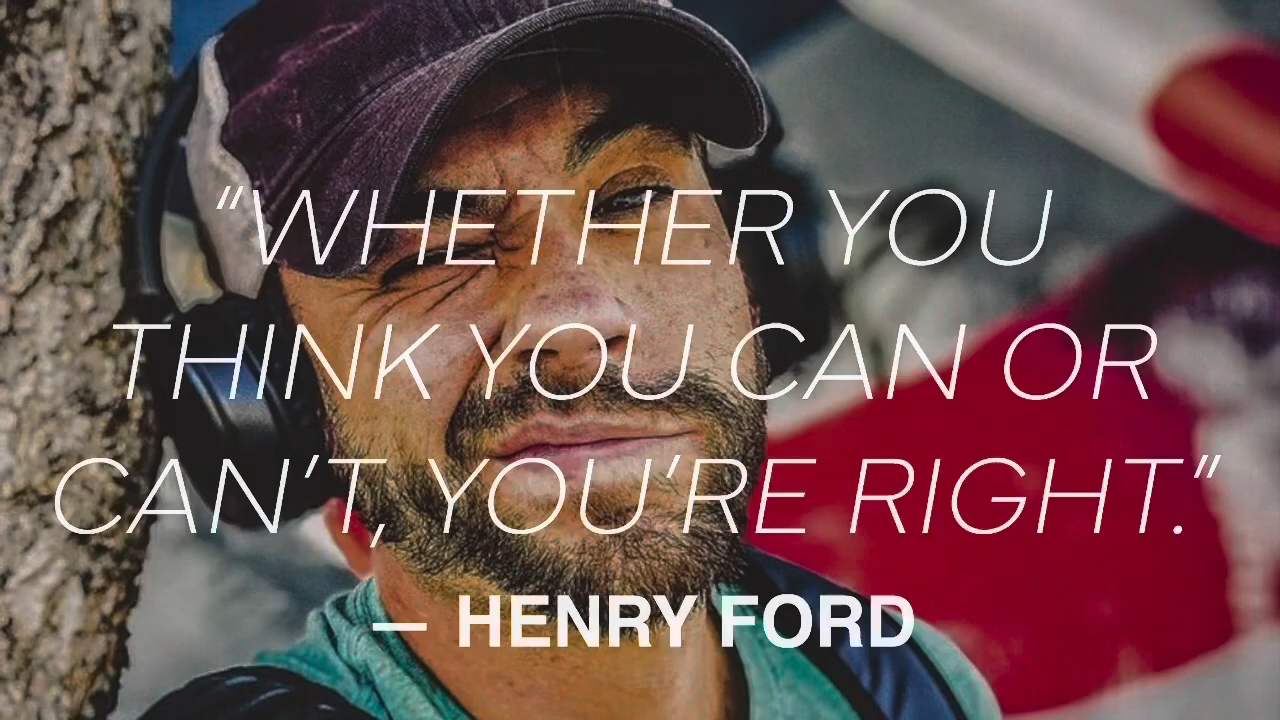 “WHETHER YOU
THINK YOU CAN OR
CAN’T, YOU’RE RIGHT.”
— HENRY FORD